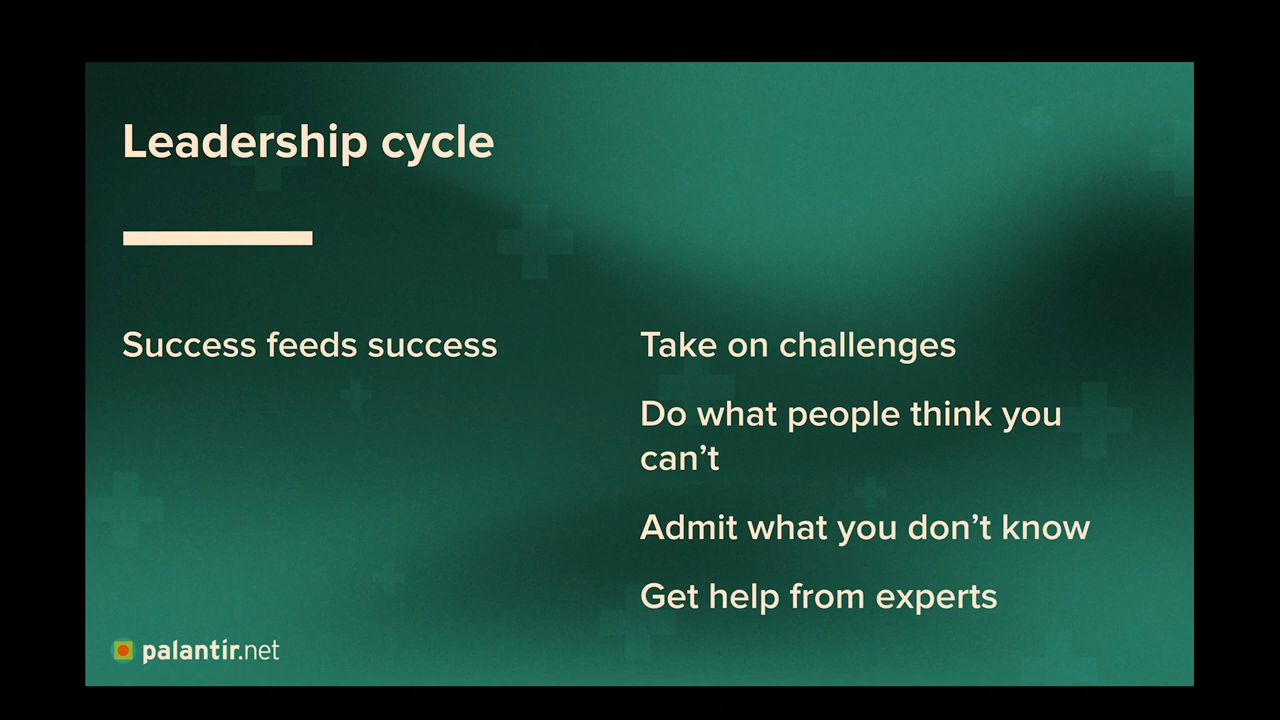 Leadership cycle
Success feeds success
Take on challenges
Do what people think you
can’t
Admit what you don’t know
Get help from experts
palantír.net